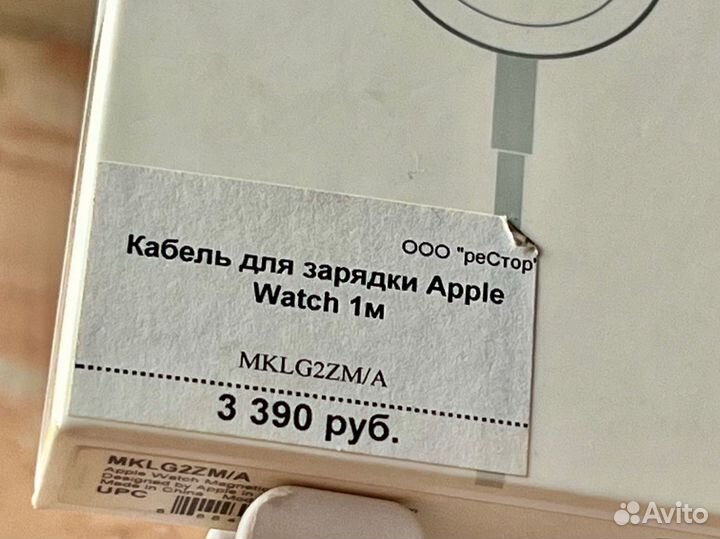 ООО "реСтор"
Кабель для зарядки Apple
Watch 1м
MKLG2ZM/A
3 390 руб.
MKLG2ZM/A
Apple Watch Magnetic
Designed by Apple in
Made in China
UPC
Avito